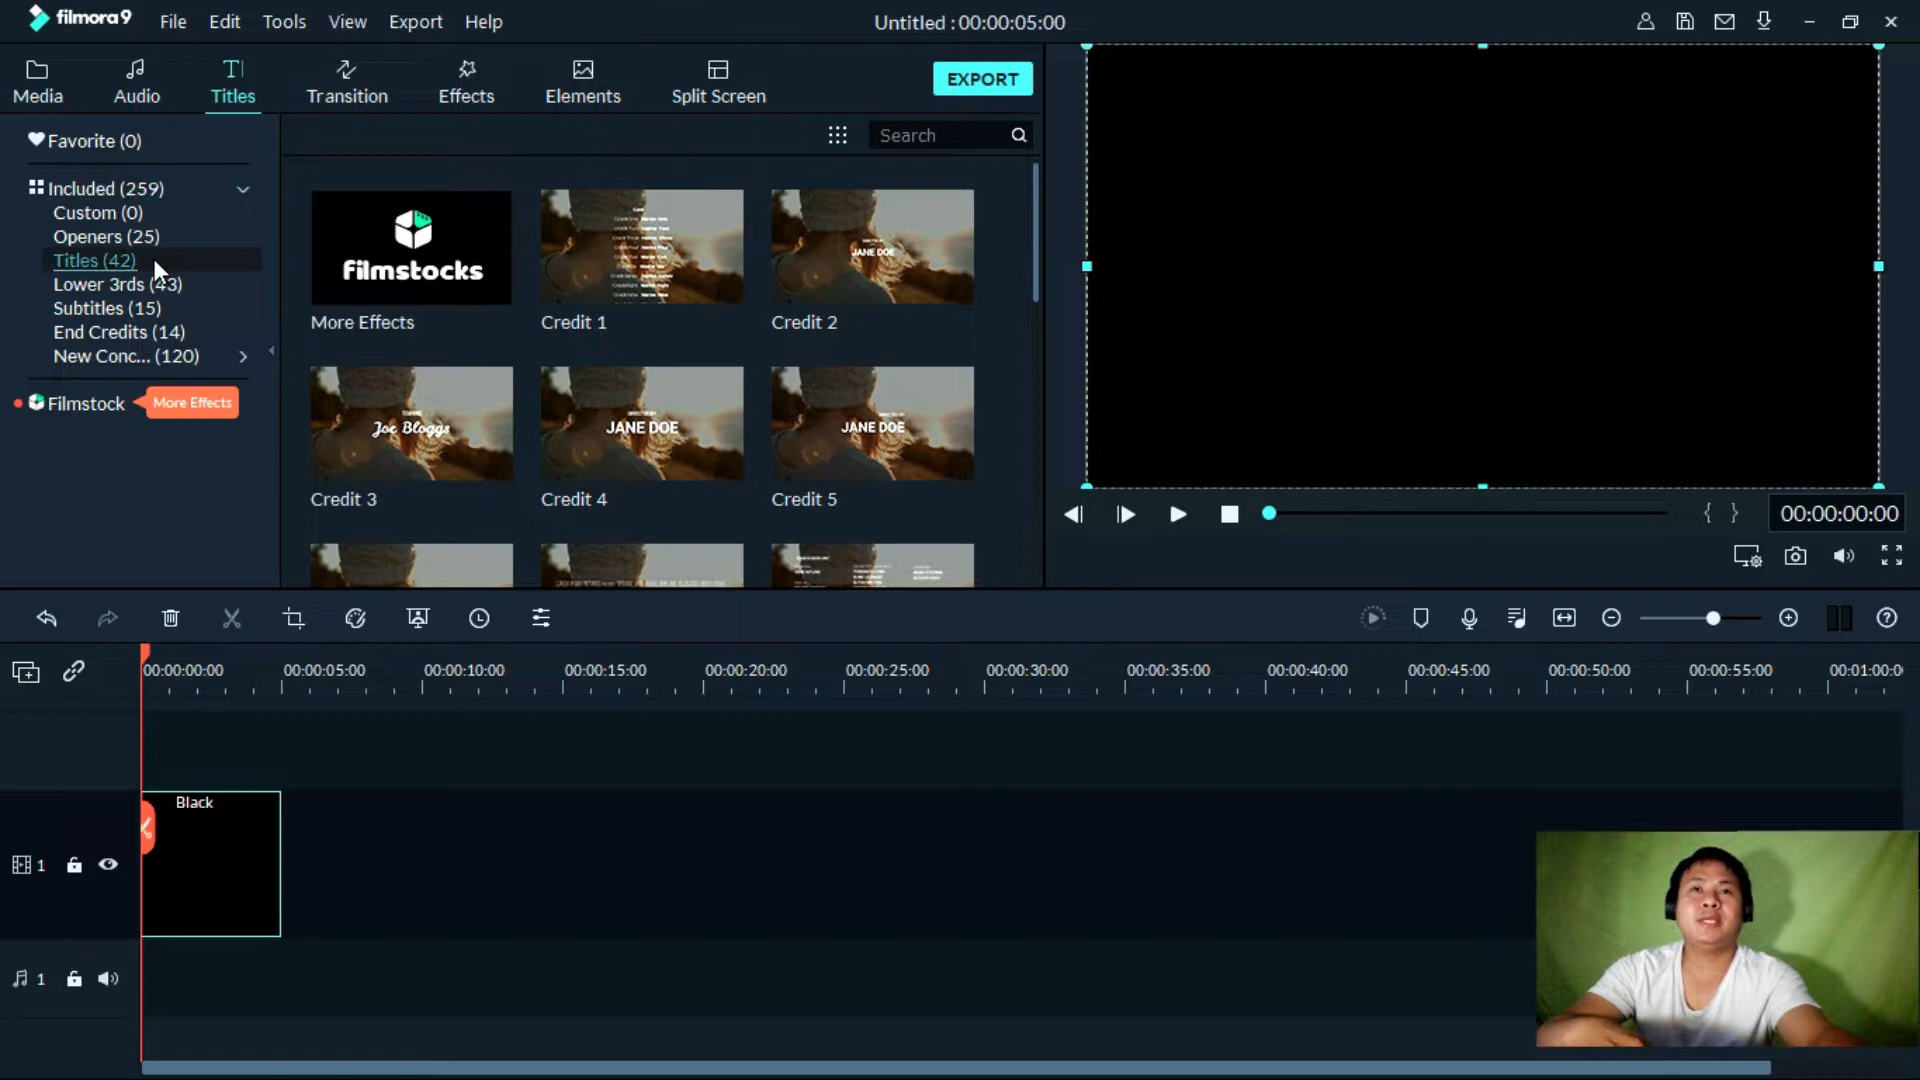 filmora9
File Edit Tools View Export Help
Untitled : 00:00:05:00
Media Audio Titles Transition Effects Elements Split Screen
EXPORT
Favorite (0)
Search
Included (259)
Custom (0)
Openers (25)
Titles (42)
Lower 3rds (43)
Subtitles (15)
End Credits (14)
New Conc... (120)
Filmstock
More Effects
filmstocks
JANE DOE
More Effects Credit 1 Credit 2
Joe Bloggs
JANE DOE
JANE DOE
Credit 3 Credit 4 Credit 5
00:00:00:00
00:00:00:00 00:00:05:00 00:00:10:00 00:00:15:00 00:00:20:00 00:00:25:00 00:00:30:00 00:00:35:00 00:00:40:00 00:00:45:00 00:00:50:00 00:00:55:00 00:01:00:0
Black
1
1